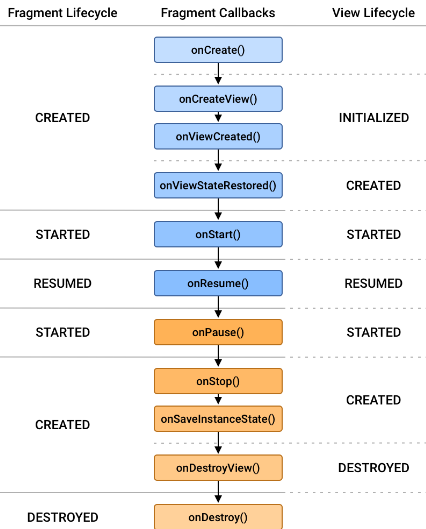 Fragment Lifecycle Fragment Callbacks View Lifecycle
onCreate()
onCreateView()
CREATED INITIALIZED
onViewCreated()
onViewStateRestored() CREATED
STARTED onStart() STARTED
RESUMED onResume() RESUMED
STARTED onPause() STARTED
onStop()
CREATED
onSaveInstanceState()
CREATED
onDestroyView() DESTROYED
DESTROYED onDestroy()